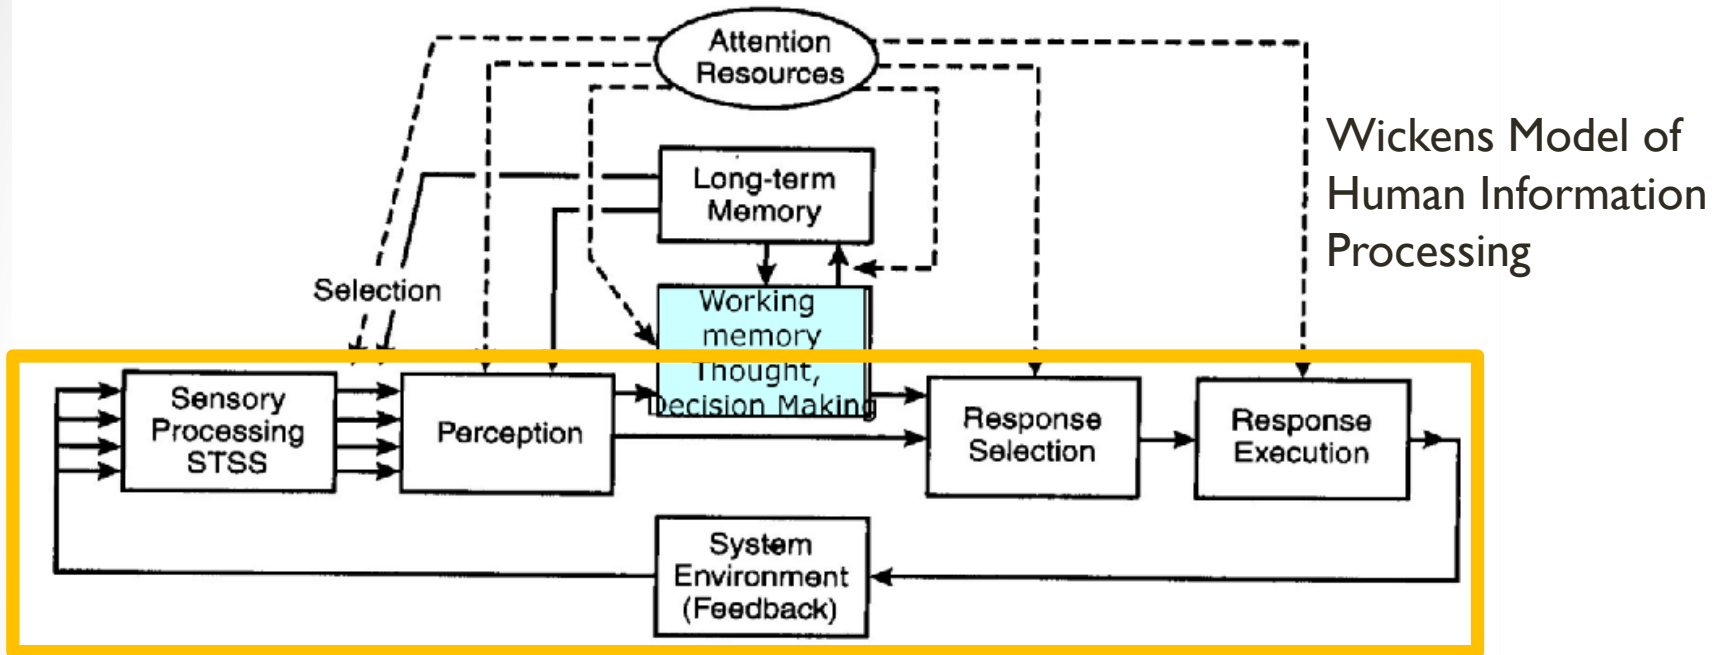 Attention
Resources
Wickens Model of
Human Information
Processing
Long-term
Memory
Selection
Working
memory
Thought,
Decision Making
Sensory
Processing
STSS
Perception
Response
Selection
Response
Execution
System
Environment
(Feedback)